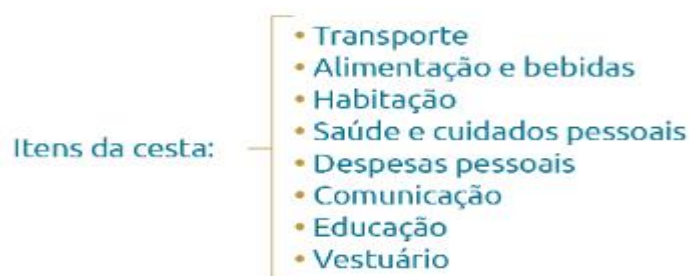 Itens da cesta:
• Transporte
• Alimentação e bebidas
• Habitação
• Saúde e cuidados pessoais
• Despesas pessoais
• Comunicação
• Educação
• Vestuário